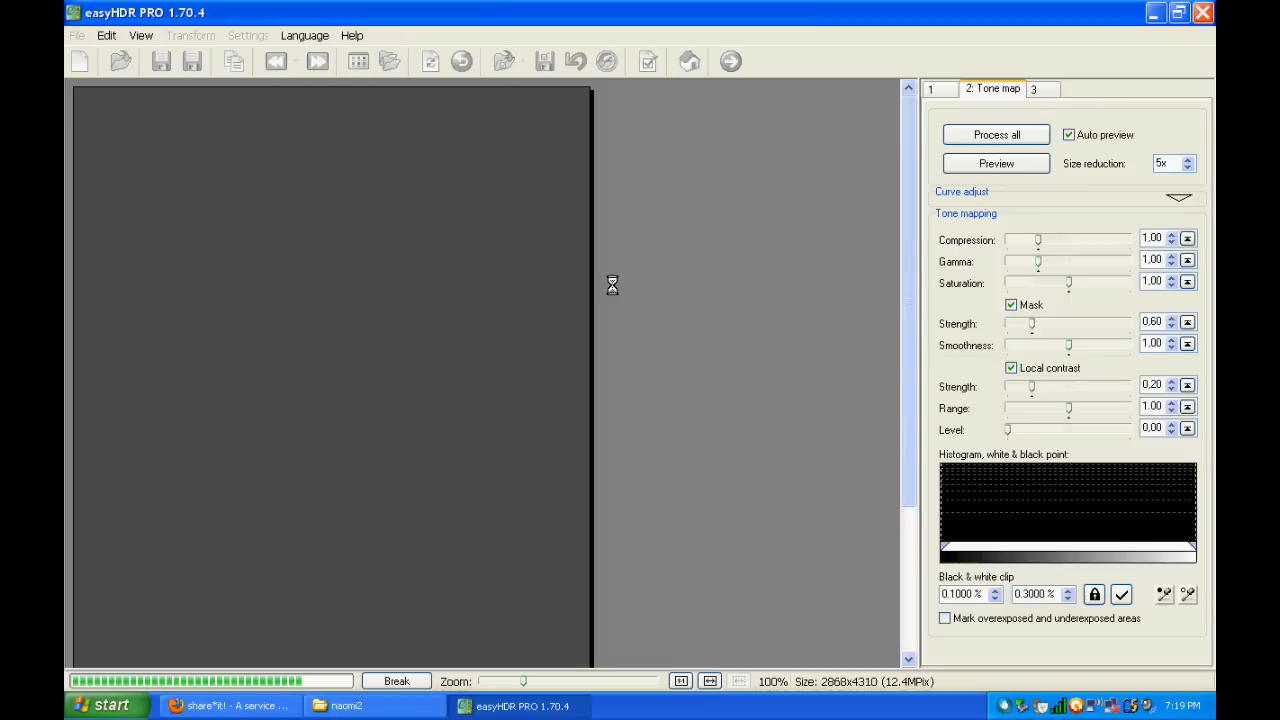 easyHDR PRO 1.70.4
File Edit View Transform Settings Language Help
1 2: Tone map 3
Process all Auto preview
Preview Size reduction: 5x
Curve adjust
Tone mapping
Compression: 1,00
Gamma: 1,00
Saturation: 1,00
Mask
Strength: 0,60
Smoothness: 1,00
Local contrast
Strength: 0,20
Range: 1.00
Level: 0,00
Histogram, white & black point:
Black & white clip
0.1000 % 0.3000 %
Mark overexposed and underexposed areas
Break Zoom: 1:1 100% Size: 2868x4310 (12.4MPix)
start share*it! - A service ... naomi2 easyHDR PRO 1.70.4 7:19 PM